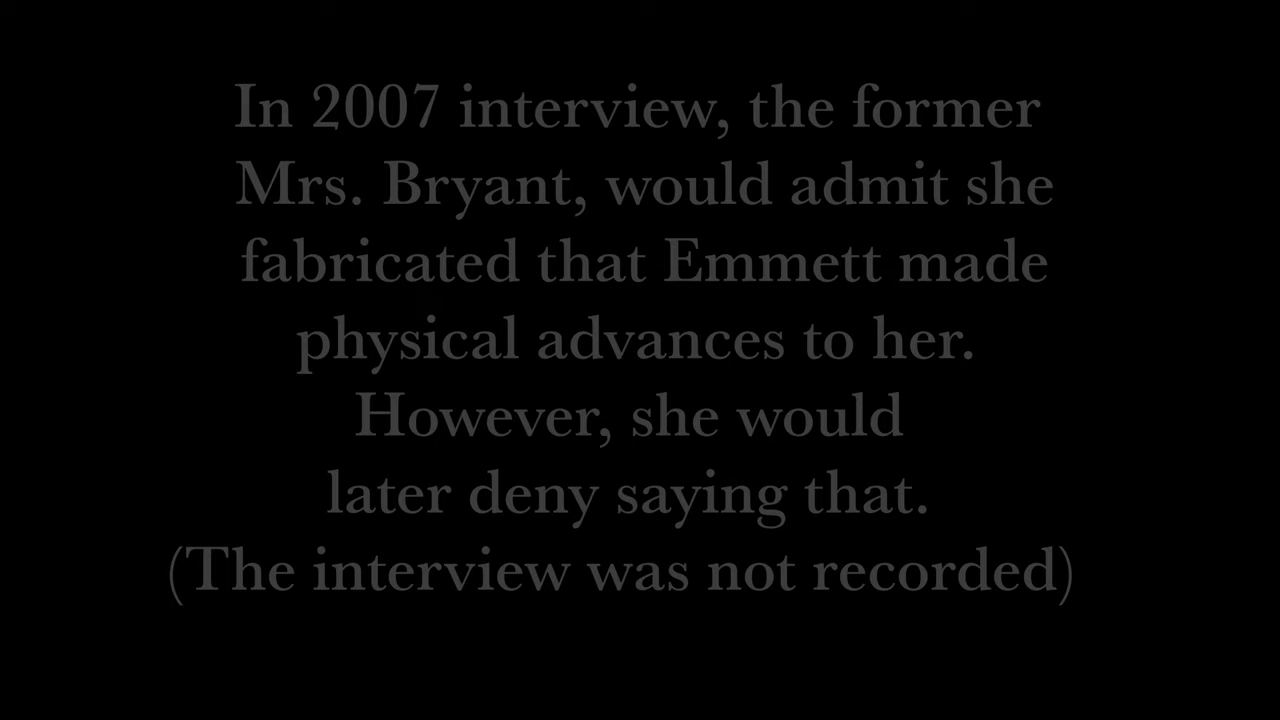 In 2007 interview, the former
Mrs. Bryant, would admit she
fabricated that Emmett made
physical advances to her.
However, she would
later deny saying that.
(The interview was not recorded)